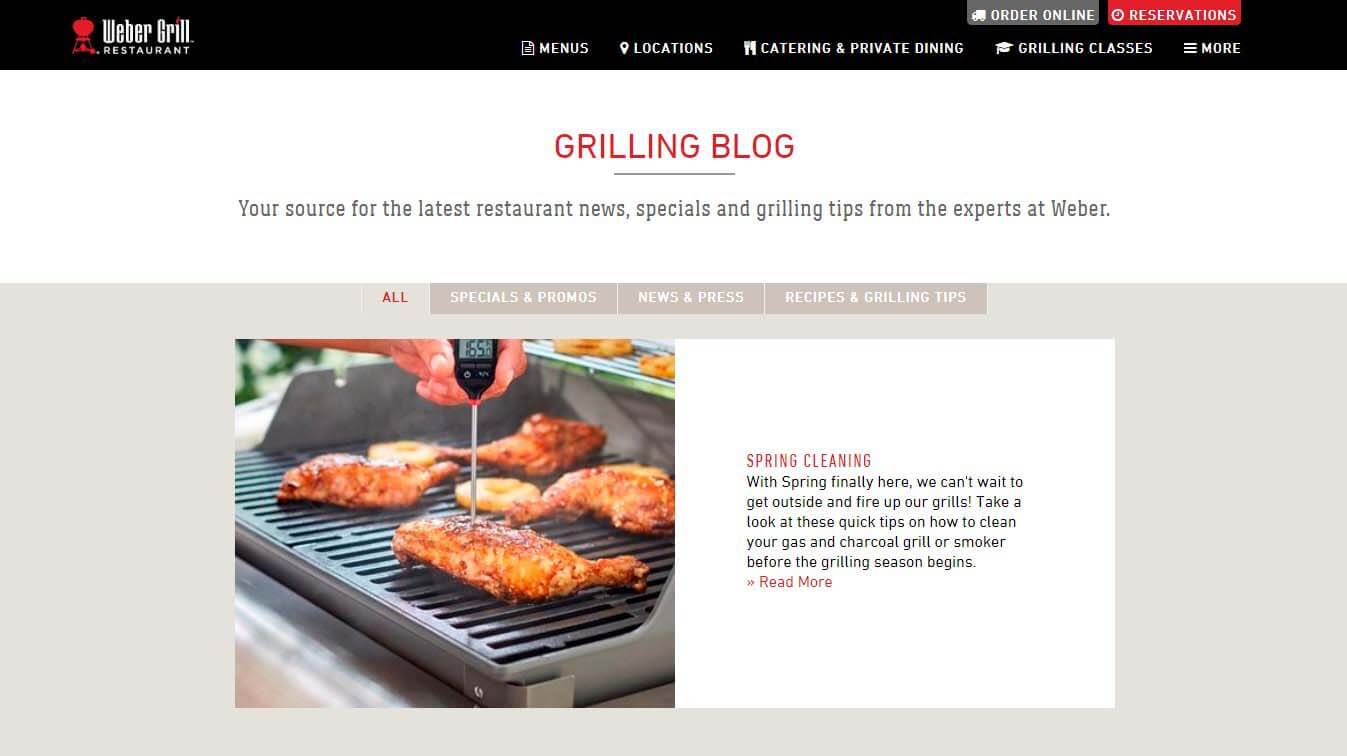 ORDER ONLINE
RESERVATIONS
Weber Grill
RESTAURANT
MENUS
LOCATIONS
CATERING & PRIVATE DINING
GRILLING CLASSES
MORE
GRILLING BLOG
Your source for the latest restaurant news, specials and grilling tips from the experts at Weber.
ALL
SPECIALS & PROMOS
NEWS & PRESS
RECIPES & GRILLING TIPS
SPRING CLEANING
With Spring finally here, we can't wait to
get outside and fire up our grills! Take a
look at these quick tips on how to clean
your gas and charcoal grill or smoker
before the grilling season begins.
» Read More